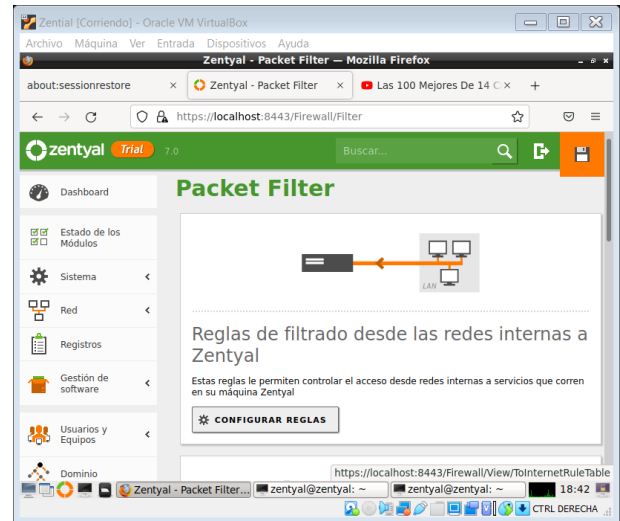 Zential [Corriendo] - Oracle VM VirtualBox
Archivo Máquina Ver Entrada Dispositivos Ayuda
Zentyal - Packet Filter — Mozilla Firefox
about:sessionrestore
Zentyal - Packet Filter
Las 100 Mejores De 14 C
https://localhost:8443/Firewall/Filter
zentyal Trial 7.0
Buscar...
Dashboard
Estado de los
Módulos
Sistema
Red
Registros
Gestión de
software
Usuarios y
Equipos
Dominio
Packet Filter
LAN
Reglas de filtrado desde las redes internas a
Zentyal
Estas reglas le permiten controlar el acceso desde redes internas a servicios que corren
en su máquina Zentyal
CONFIGURAR REGLAS
https://localhost:8443/Firewall/View/ToInternetRuleTable
Zentyal - Packet Filter...
zentyal@zentyal: ~
zentyal@zentyal: ~
18:42
CTRL DERECHA